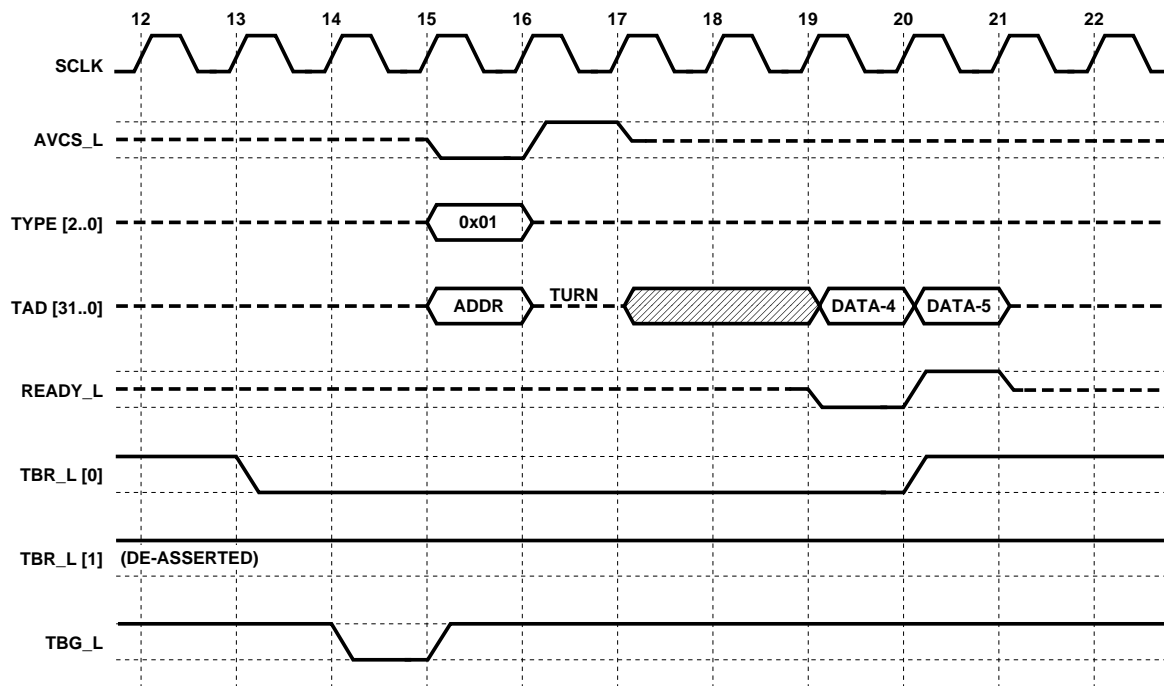 12 13 14 15 16 17 18 19 20 21 22
SCLK
AVCS_L
TYPE [2..0] 0x01
TAD [31..0] ADDR TURN DATA-4 DATA-5
READY_L
TBR_L [0]
TBR_L [1] (DE-ASSERTED)
TBG_L